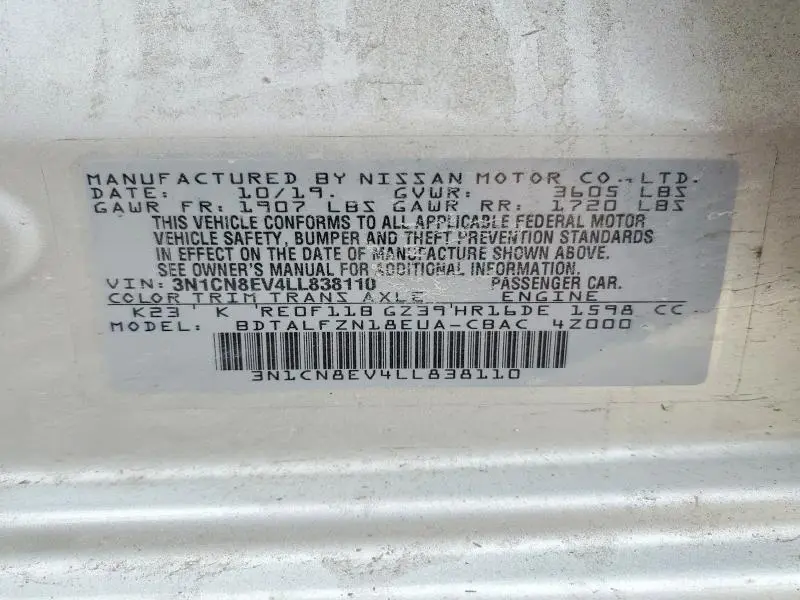 MANUFACTURED BY NISSAN MOTOR CO., LTD.
DATE: 10/19. GVWR: 3605 LBS
GAWR FR: 1907 LBS GAWR RR: 1720 LBS
THIS VEHICLE CONFORMS TO ALL APPLICABLE FEDERAL MOTOR
VEHICLE SAFETY, BUMPER AND THEFT PREVENTION STANDARDS
IN EFFECT ON THE DATE OF MANUFACTURE SHOWN ABOVE.
SEE OWNER'S MANUAL FOR ADDITIONAL INFORMATION.
VIN: 3N1CN8EV4LL838110 PASSENGER CAR.
COLOR TRIM TRANS AXLE ENGINE
K23 K RE0F11B GZ39 HR16DE 1598 CC
MODEL: BDTALFZN18EUA-CBAC 4Z000
3N1CN8EV4LL838110